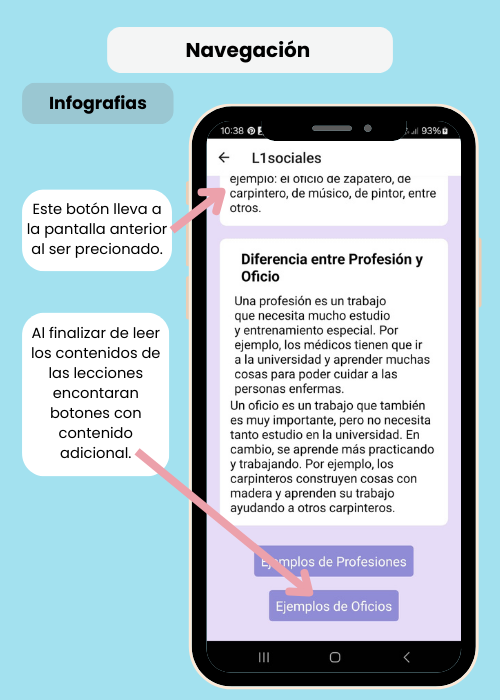 Navegación
Infografias
Este botón lleva a
la pantalla anterior
al ser precionado.
Al finalizar de leer
los contenidos de
las lecciones
encontaran
botones con
contenido
adicional.
10:38
93%
L1sociales
ejemplo: el oficio de zapatero, de
carpintero, de músico, de pintor, entre
otros.
Diferencia entre Profesión y
Oficio
Una profesión es un trabajo
que necesita mucho estudio
y entrenamiento especial. Por
ejemplo, los médicos tienen que ir
a la universidad y aprender muchas
cosas para poder cuidar a las
personas enfermas.
Un oficio es un trabajo que también
es muy importante, pero no necesita
tanto estudio en la universidad. En
cambio, se aprende más practicando
y trabajando. Por ejemplo, los
carpinteros construyen cosas con
madera y aprenden su trabajo
ayudando a otros carpinteros.
Ejemplos de Profesiones
Ejemplos de Oficios